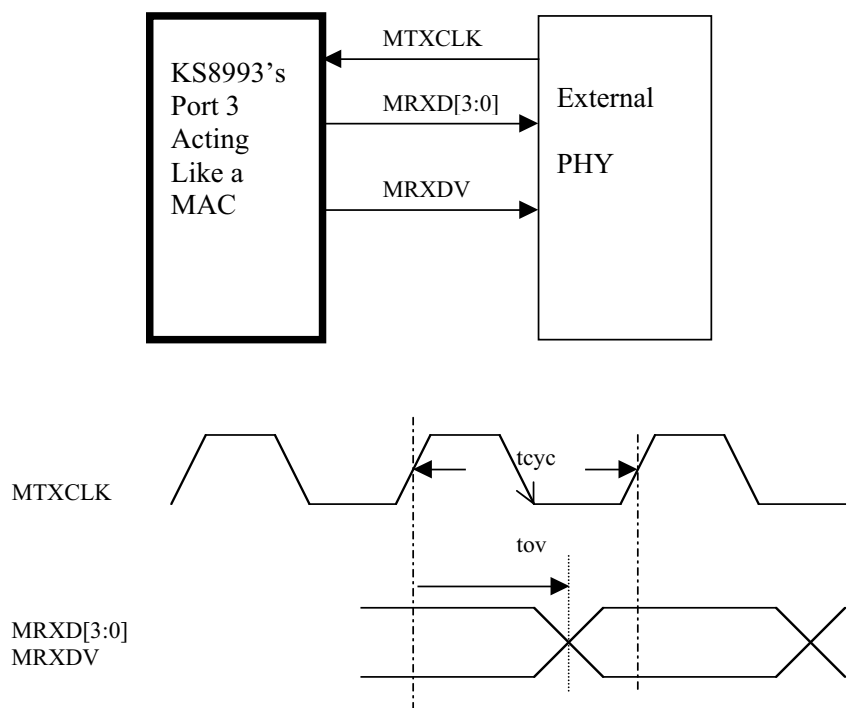 KS8993's
Port 3
Acting
Like a
MAC
MTXCLK
MRXD[3:0]
MRXDV
External
PHY
MTXCLK
tcyc
tov
MRXD[3:0]
MRXDV